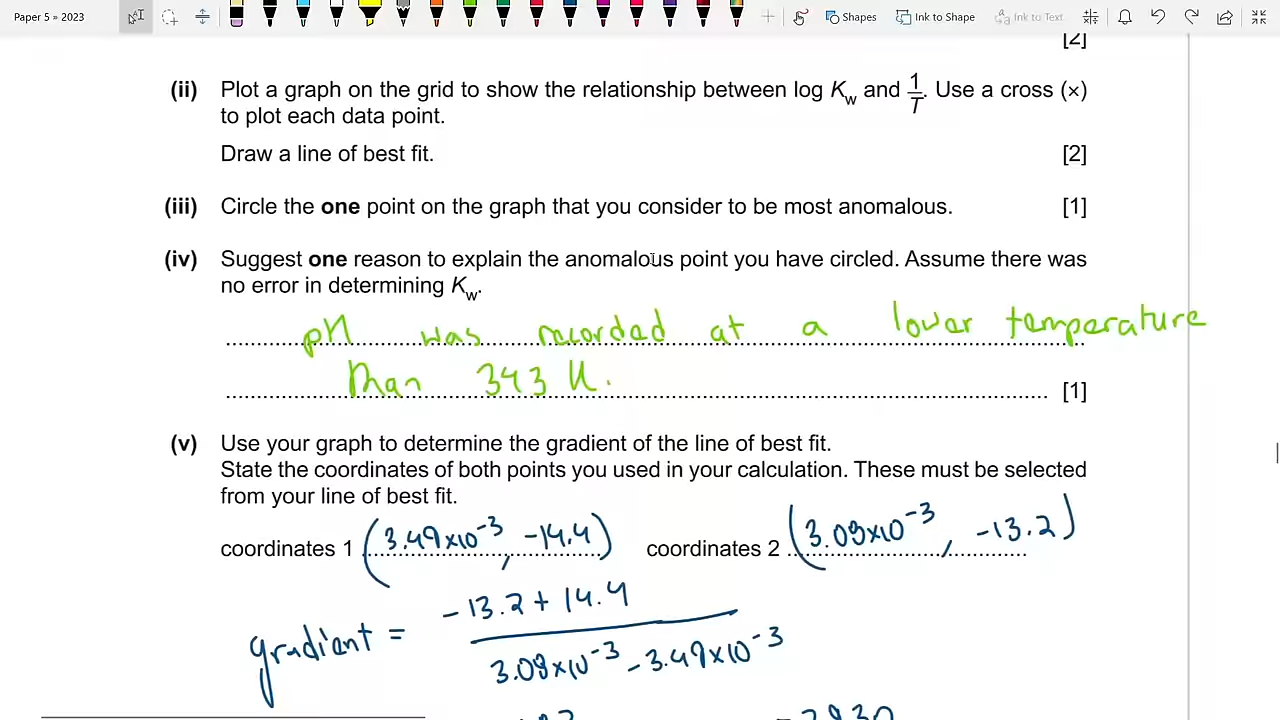 Paper 5 » 2023
Shapes
Ink to Shape
Ink to Text
[2]
(ii) Plot a graph on the grid to show the relationship between log Kw and 1/T. Use a cross (×)
to plot each data point.
Draw a line of best fit. [2]
(iii) Circle the one point on the graph that you consider to be most anomalous. [1]
(iv) Suggest one reason to explain the anomalous point you have circled. Assume there was
no error in determining Kw.
pH was recorded at a lower temperature
than 343 K.
[1]
(v) Use your graph to determine the gradient of the line of best fit.
State the coordinates of both points you used in your calculation. These must be selected
from your line of best fit.
coordinates 1 (3.49×10⁻³, -14.4) coordinates 2 (3.09×10⁻³, -13.2)
gradient = -13.2 + 14.4
3.09×10⁻³ - 3.49×10⁻³